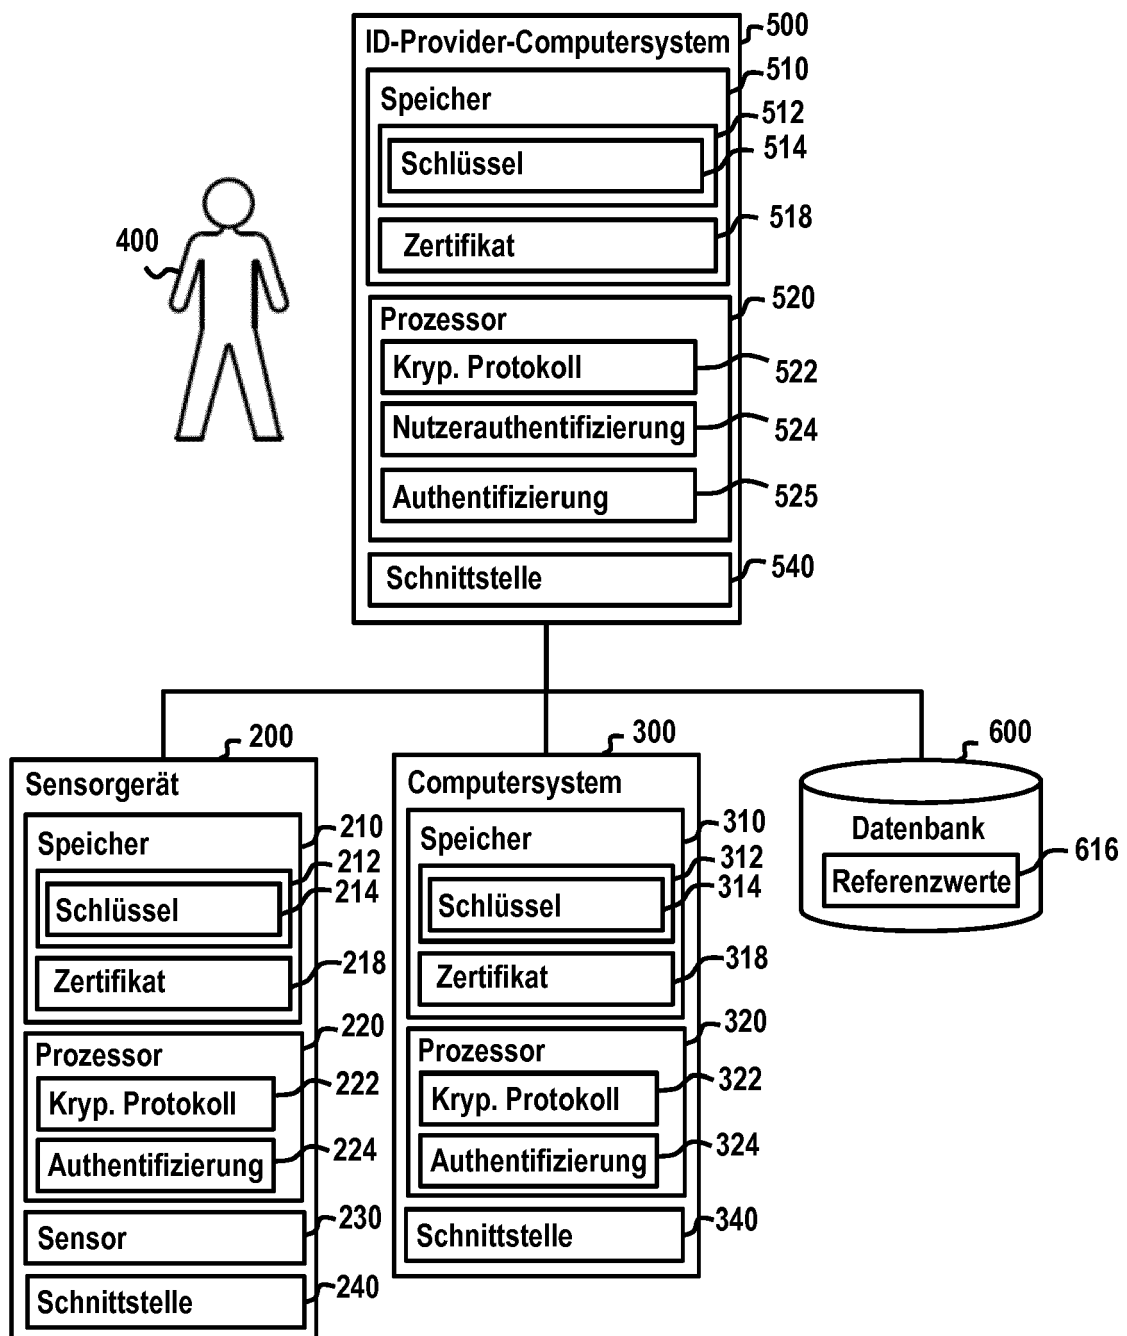 ID-Provider-Computersystem
500
Speicher
510
512
Schlüssel
514
Zertifikat
518
400
Prozessor
520
Kryp. Protokoll
522
Nutzerauthentifizierung
524
Authentifizierung
525
Schnittstelle
540
Sensorgerät
200
Speicher
210
212
Schlüssel
214
Zertifikat
218
Prozessor
220
Kryp. Protokoll
222
Authentifizierung
224
Sensor
230
Schnittstelle
240
Computersystem
300
Speicher
310
312
Schlüssel
314
Zertifikat
318
Prozessor
320
Kryp. Protokoll
322
Authentifizierung
324
Schnittstelle
340
600
Datenbank
Referenzwerte
616